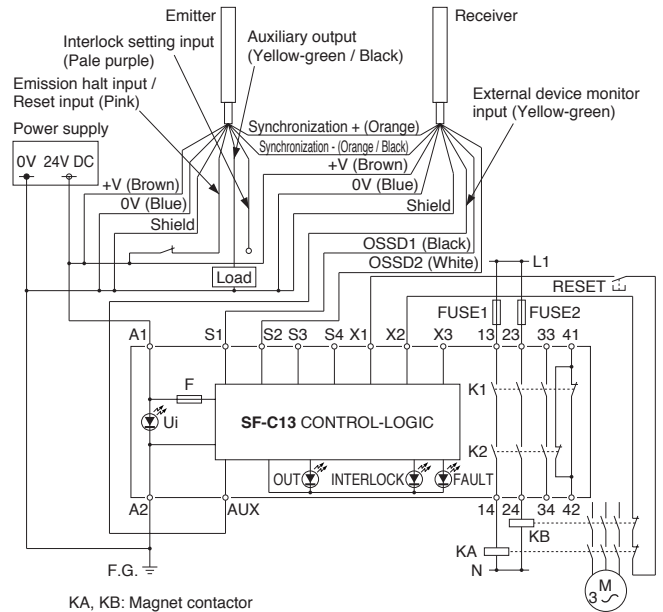 Emitter
Receiver
Interlock setting input
(Pale purple)
Auxiliary output
(Yellow-green / Black)
Emission halt input /
Reset input (Pink)
External device monitor
input (Yellow-green)
Power supply
0V 24V DC
Synchronization + (Orange)
Synchronization - (Orange / Black)
+V (Brown)
0V (Blue)
Shield
+V (Brown)
0V (Blue)
Shield
OSSD1 (Black)
OSSD2 (White)
Load
L1
RESET
FUSE1
FUSE2
A1 S1 S2 S3 S4 X1 X2 X3 13 23 33 41
F
Ui
K1
SF-C13 CONTROL-LOGIC
K2
OUT INTERLOCK FAULT
A2 AUX 14 24 34 42
KB
KA
N
F.G.
M
3
KA, KB: Magnet contactor